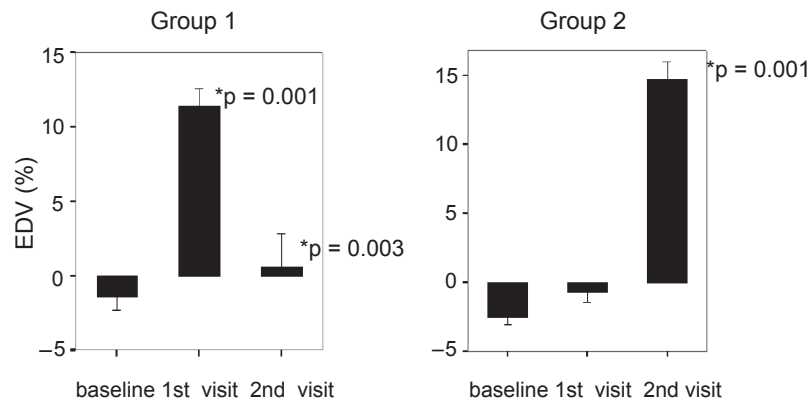 Group 1
15
10
5
0
–5
EDV (%)
*p = 0.001
*p = 0.003
baseline 1st visit 2nd visit
Group 2
15
10
5
0
–5
*p = 0.001
baseline 1st visit 2nd visit